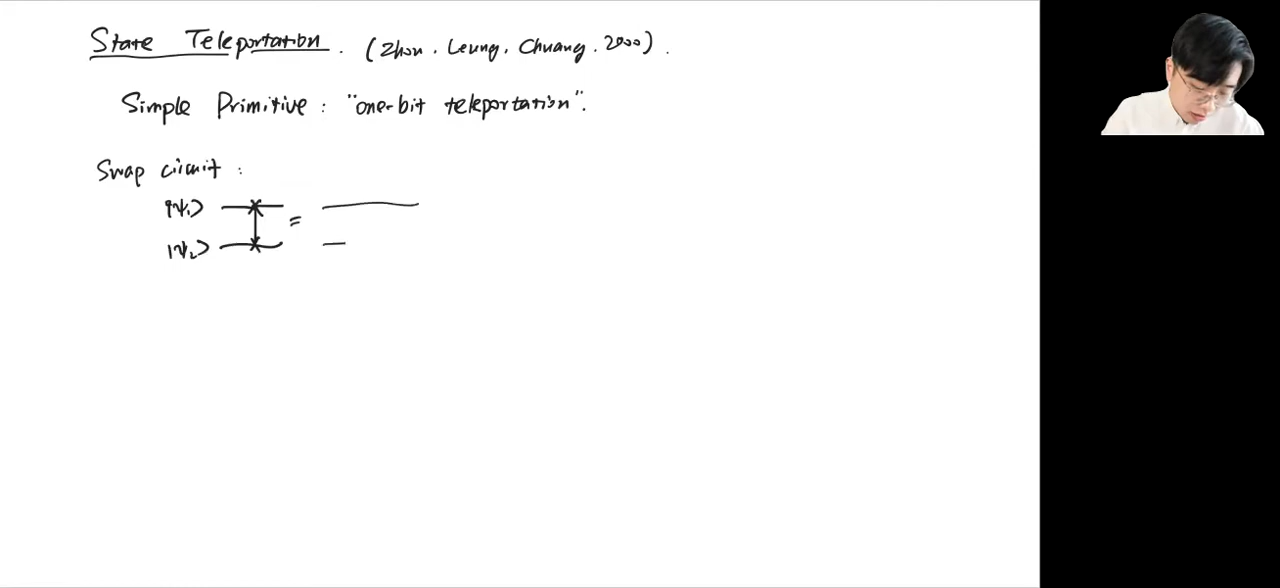 State Teleportation. (Zhou, Leung, Chuang, 2000).
Simple Primitive: "one-bit teleportation".
Swap circuit:
|ψ₁⟩ =
|ψ₂⟩